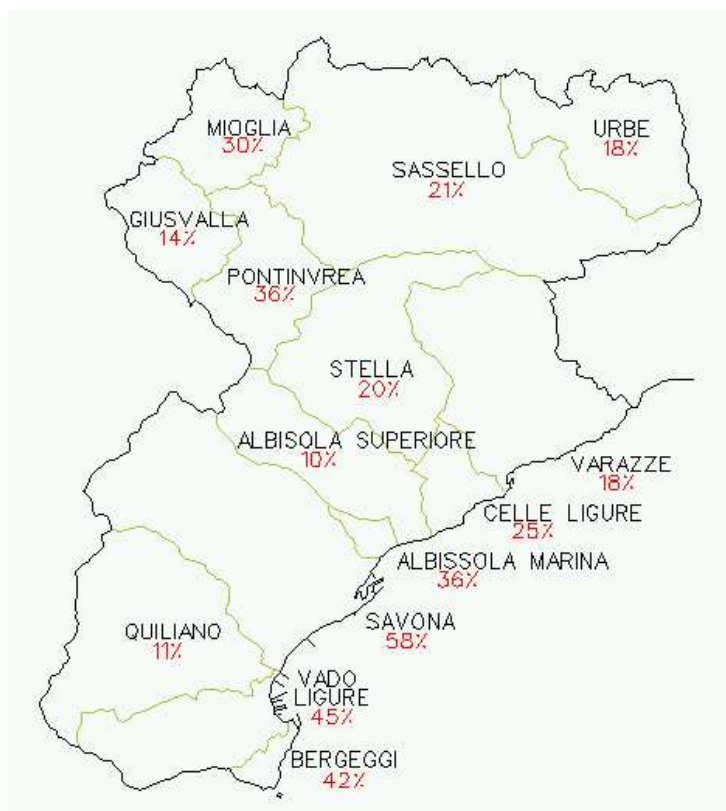 MIOGLIA
30%
URBE
18%
SASSELLO
21%
GIUSVALLA
14%
PONTINVREA
36%
STELLA
20%
ALBISOLA SUPERIORE
10%
VARAZZE
18%
CELLE LIGURE
25%
ALBISSOLA MARINA
36%
SAVONA
58%
QUILIANO
11%
VADO
LIGURE
45%
BERGEGGI
42%